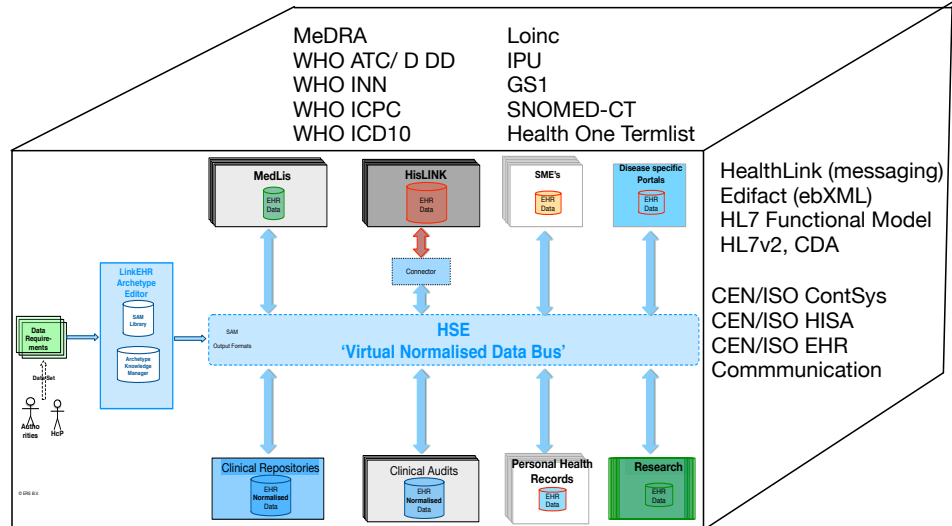 MeDRA
WHO ATC/ D DD
WHO INN
WHO ICPC
WHO ICD10
Loinc
IPU
GS1
SNOMED-CT
Health One Termlist
HealthLink (messaging)
Edifact (ebXML)
HL7 Functional Model
HL7v2, CDA
CEN/ISO ContSys
CEN/ISO HISA
CEN/ISO EHR
Commmunication
MedLis
EHR
Data
HisLINK
EHR
Data
SME's
EHR
Data
Disease specific
Portals
EHR
Data
Connector
LinkEHR
Archetype
Editor
SAM
Library
Archetype
Knowledge
Manager
Data
Require-
ments
Data Set
Autho
rities
HcP
SAM
Output Formats
HSE
‘Virtual Normalised Data Bus’
Clinical Repositories
EHR
Normalised
Data
Clinical Audits
EHR
Normalised
Data
Personal Health
Records
EHR
Data
Research
EHR
Data
© ERS B.V.